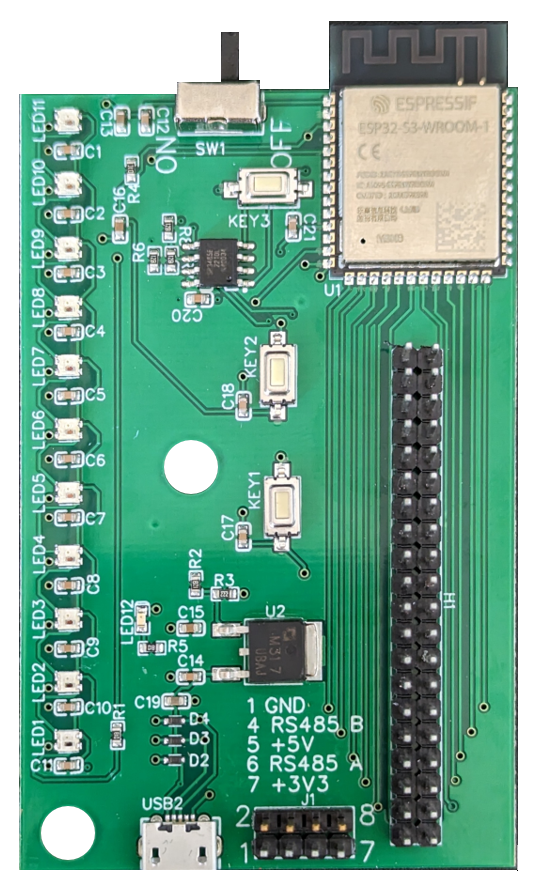 LED11
C1
LED10
C2
LED9
C3
LED8
C4
LED7
C5
LED6
C6
LED5
C7
LED4
C8
LED3
C9
LED2
C10
LED1
C11
C13
C12
ON
OFF
SW1
R4
C16
KEY3
C21
R6
C20
ESPRESSIF
ESP32-S3-WROOM-1
CE
U1
KEY2
C18
KEY1
C17
R2
R3
LED12
C15
R5
C14
U2
M317
H1
C19
D4
D3
D2
R1
1 GND
4 RS485 B
5 +5V
6 RS485 A
7 +3V3
J1
2
8
1
7
USB2